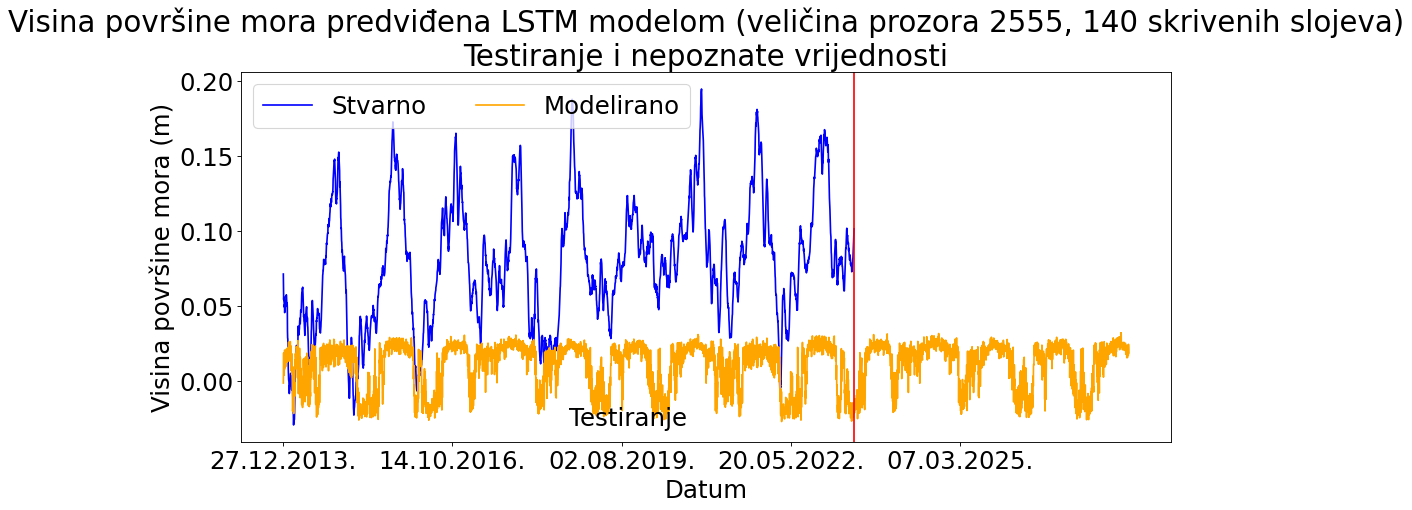 Visina površine mora predviđena LSTM modelom (veličina prozora 2555, 140 skrivenih slojeva)
Testiranje i nepoznate vrijednosti
Stvarno Modelirano
Visina površine mora (m)
0.20
0.15
0.10
0.05
0.00
Testiranje
27.12.2013. 14.10.2016. 02.08.2019. 20.05.2022. 07.03.2025.
Datum